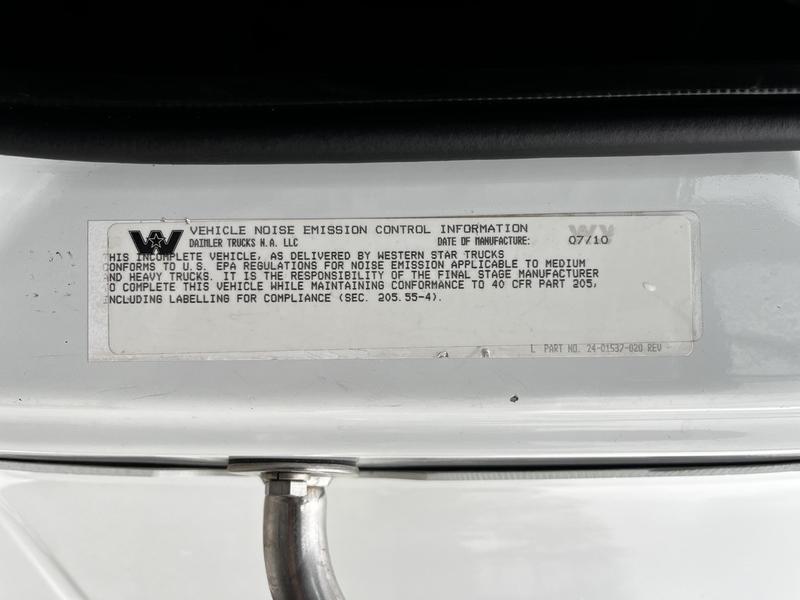 VEHICLE NOISE EMISSION CONTROL INFORMATION
DAIMLER TRUCKS N.A. LLC DATE OF MANUFACTURE: 07/10
THIS INCOMPLETE VEHICLE, AS DELIVERED BY WESTERN STAR TRUCKS
CONFORMS TO U.S. EPA REGULATIONS FOR NOISE EMISSION APPLICABLE TO MEDIUM
AND HEAVY TRUCKS. IT IS THE RESPONSIBILITY OF THE FINAL STAGE MANUFACTURER
TO COMPLETE THIS VEHICLE WHILE MAINTAINING CONFORMANCE TO 40 CFR PART 205,
INCLUDING LABELLING FOR COMPLIANCE (SEC. 205.55-4).
L PART NO. 24-01537-020 REV